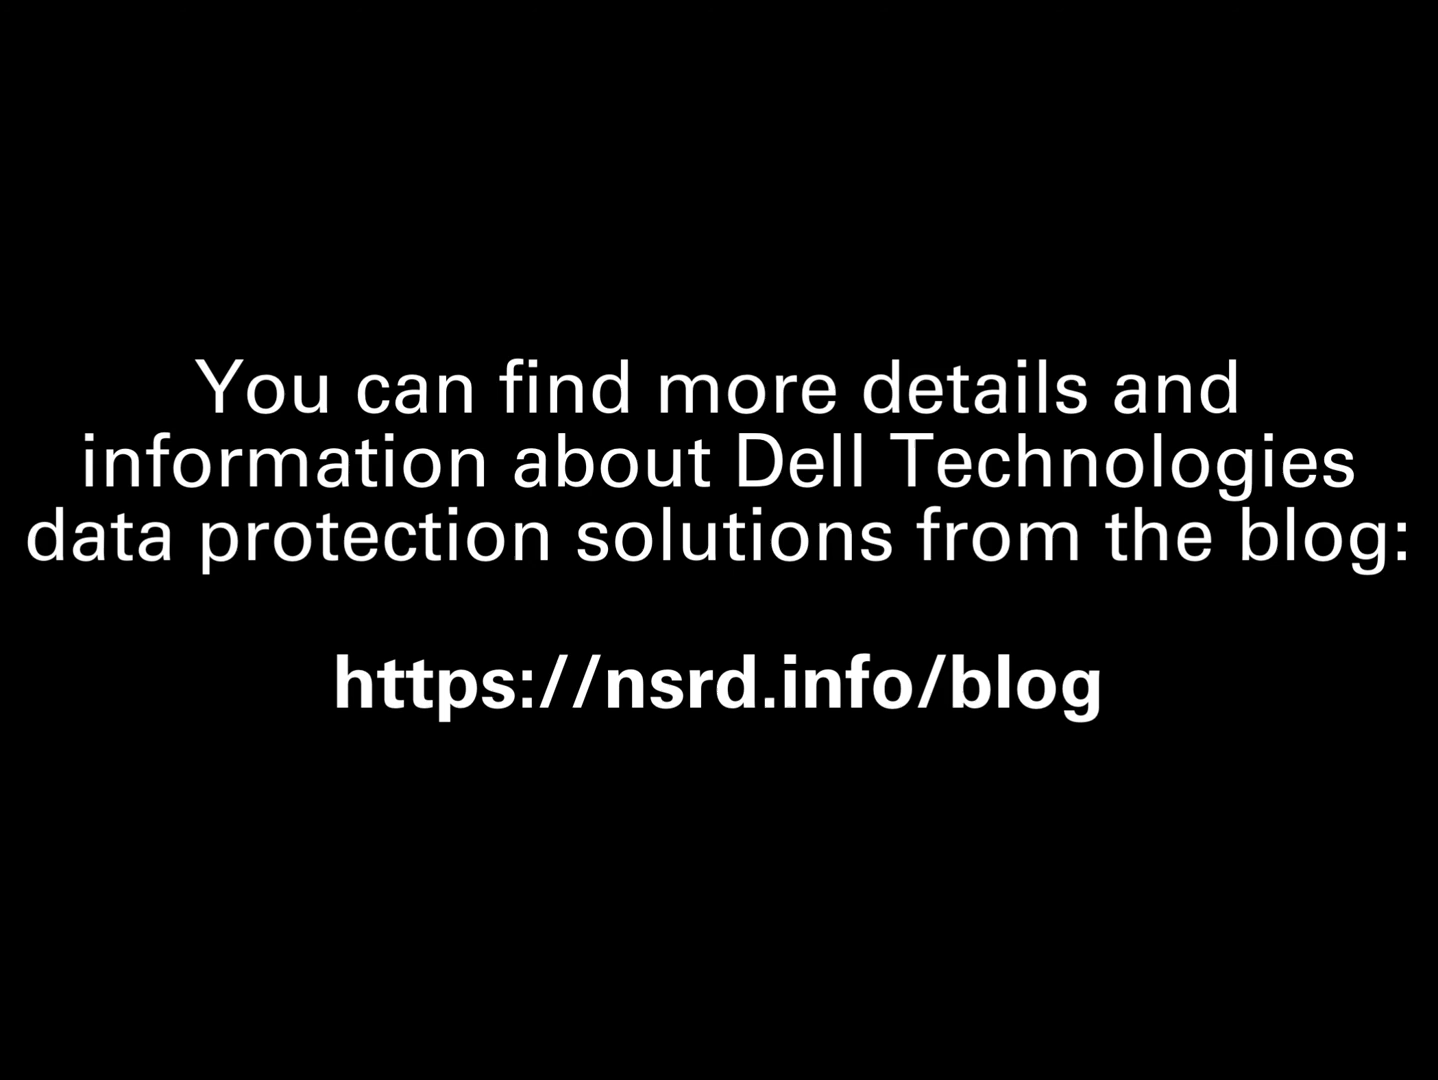 You can find more details and
information about Dell Technologies
data protection solutions from the blog:
https://nsrd.info/blog